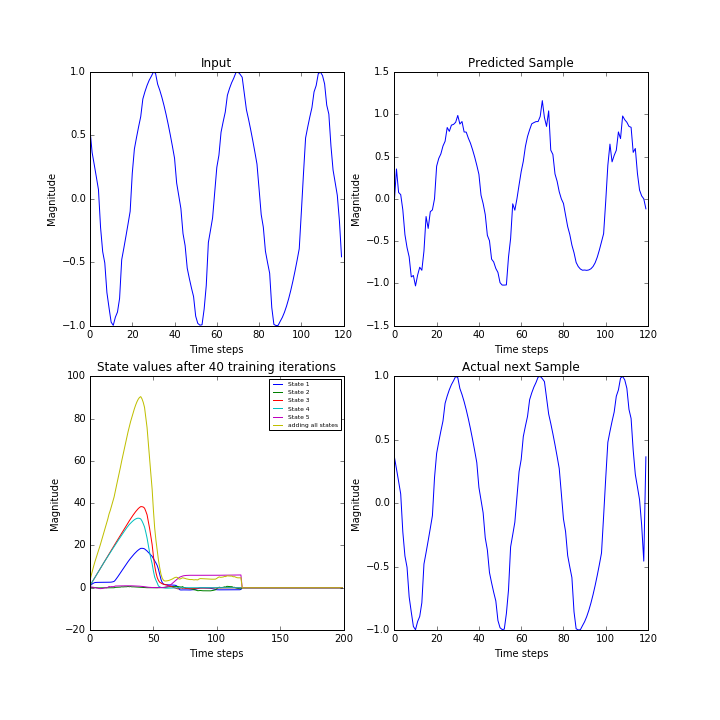 Input
Predicted Sample
1.0
0.5
0.0
−0.5
−1.0
Magnitude
0 20 40 60 80 100 120
Time steps
1.5
1.0
0.5
0.0
−0.5
−1.0
−1.5
Magnitude
0 20 40 60 80 100 120
Time steps
State values after 40 training iterations
Actual next Sample
100
80
60
40
20
0
−20
Magnitude
State 1
State 2
State 3
State 4
State 5
adding all states
0 50 100 150 200
Time steps
1.0
0.5
0.0
−0.5
−1.0
Magnitude
0 20 40 60 80 100 120
Time steps